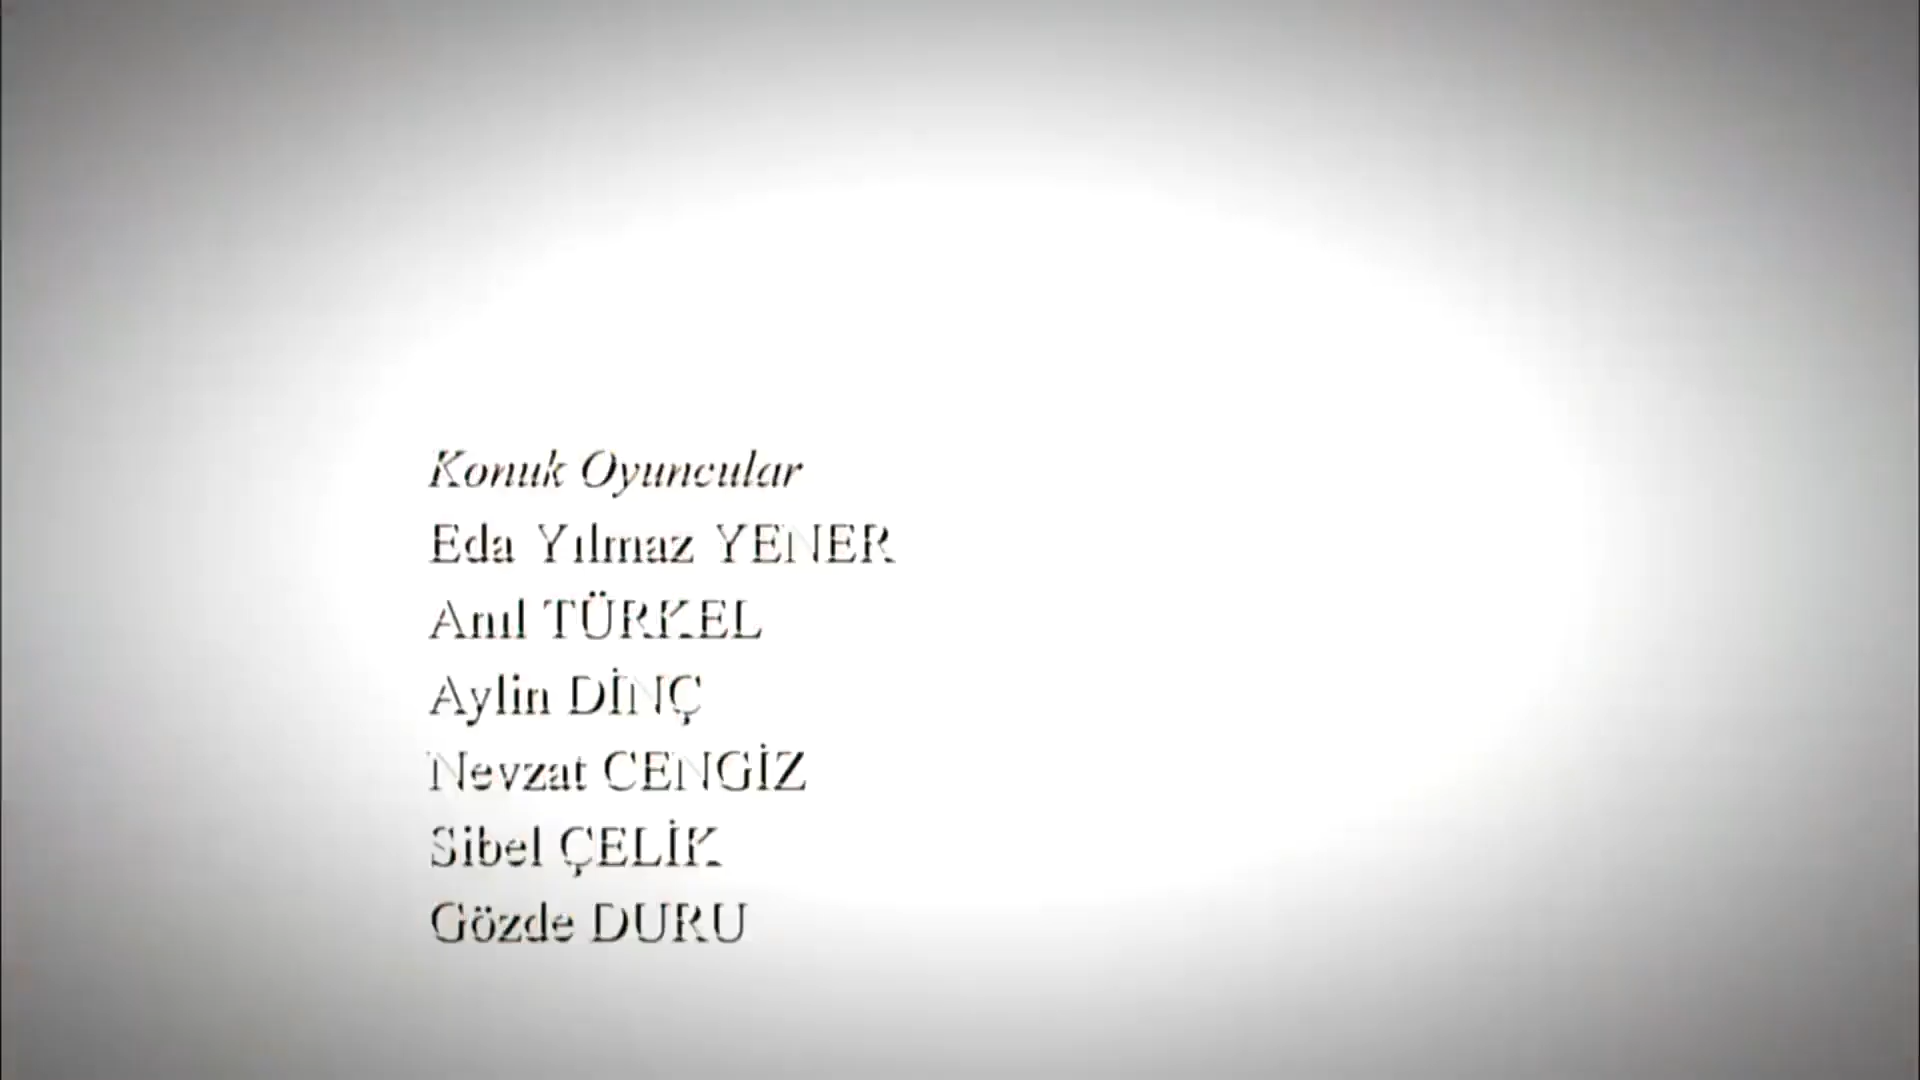 Konuk Oyuncular
Eda Yılmaz YENER
Anıl TÜRKEL
Aylin DİNÇ
Nevzat CENGİZ
Sibel ÇELİK
Gözde DURU